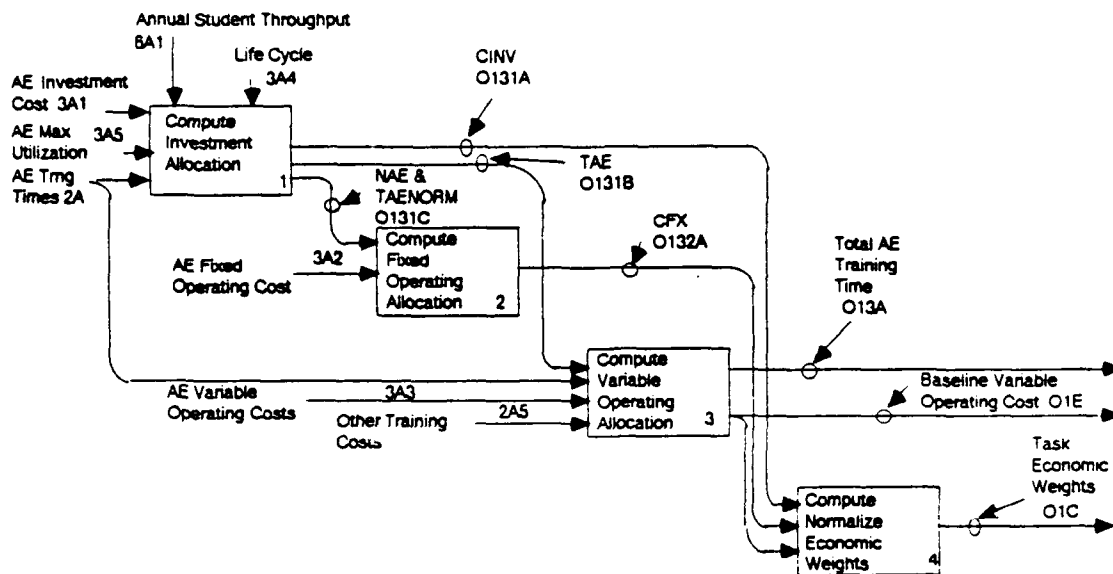 Annual Student Throughput
6A1
Life Cycle
3A4
CINV
O131A
AE Investment
Cost 3A1
AE Max 3A5
Utilization
AE Trng
Times 2A
Compute
Investment
Allocation
1
TAE
O131B
NAE &
TAENORM
O131C
CFX
O132A
3A2
AE Fixed
Operating Cost
Compute
Fixed
Operating
Allocation 2
Total AE
Training
Time
O13A
Compute
Variable
Operating
Allocation 3
AE Variable 3A3
Operating Costs
Other Training 2A5
Costs
Baseline Variable
Operating Cost O1E
Task
Economic
Weights
O1C
Compute
Normalize
Economic
Weights 4